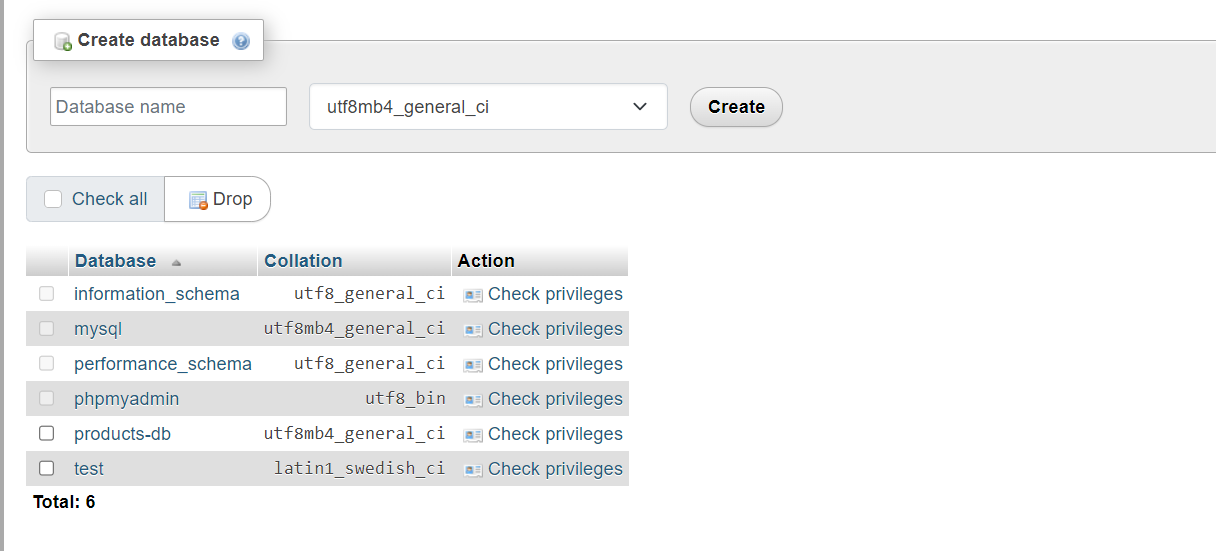 Create database
Database name utf8mb4_general_ci Create
Check all Drop
Database Collation Action
information_schema utf8_general_ci Check privileges
mysql utf8mb4_general_ci Check privileges
performance_schema utf8_general_ci Check privileges
phpmyadmin utf8_bin Check privileges
products-db utf8mb4_general_ci Check privileges
test latin1_swedish_ci Check privileges
Total: 6